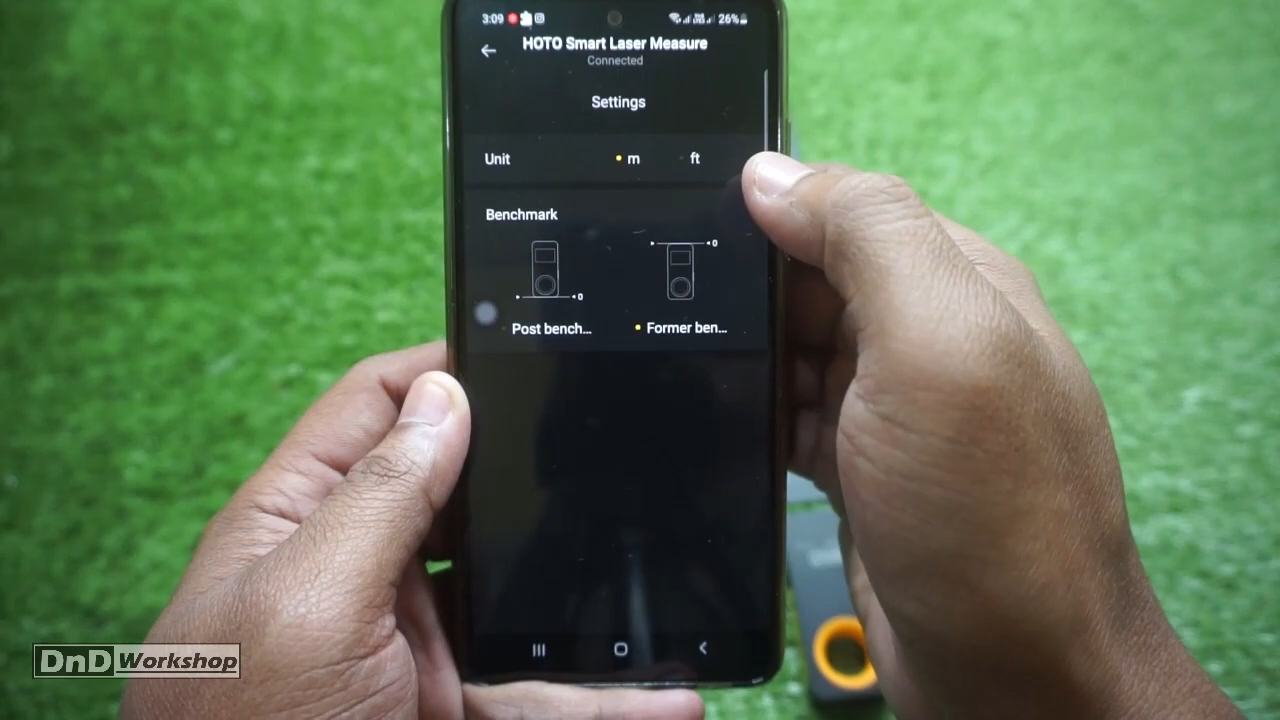 3:09 26%
HOTO Smart Laser Measure
Connected
Settings
Unit m ft
Benchmark
0 0
Post bench... Former ben...
DnD Workshop